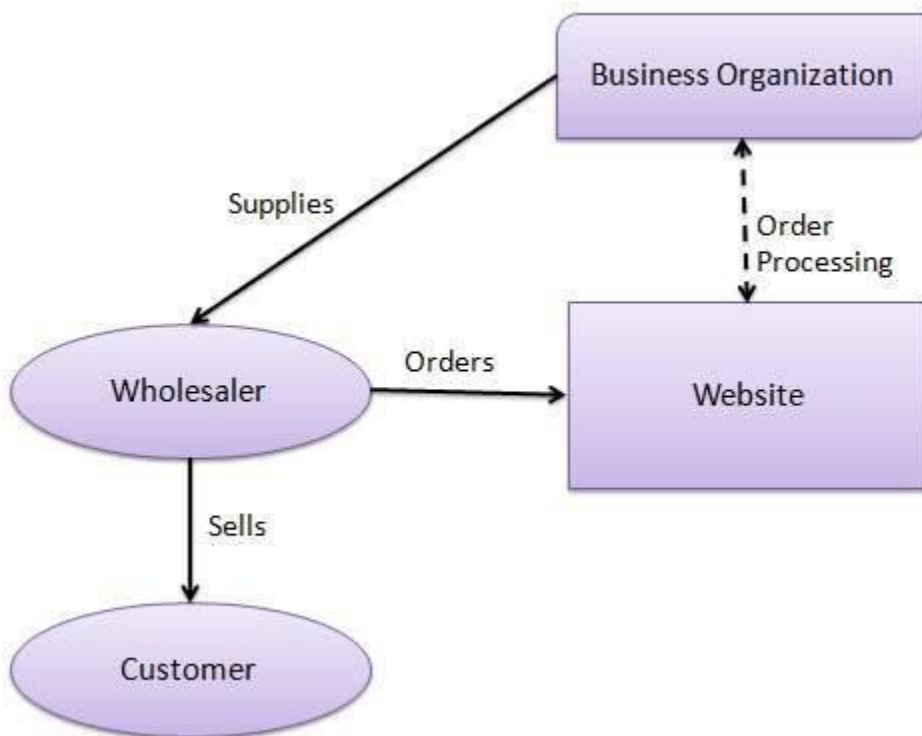 Business Organization
Supplies
Order
Processing
Orders
Wholesaler
Website
Sells
Customer